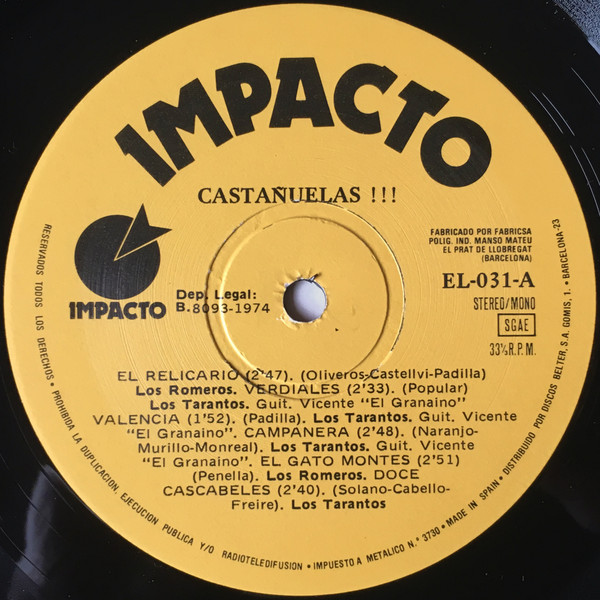 IMPACTO
CASTAÑUELAS !!!
IMPACTO
Dep. Legal:
B. 8093-1974
FABRICADO POR FABRICSA
POLIG. IND. MANSO MATEU
EL PRAT DE LLOBREGAT
(BARCELONA)
EL-031-A
STEREO/MONO
SGAE
33⅓ R.P.M.
EL RELICARIO (2'47). (Oliveros-Castellvi-Padilla)
Los Romeros. VERDIALES (2'33). (Popular)
Los Tarantos. Guit. Vicente "El Granaino"
VALENCIA (1'52). (Padilla). Los Tarantos. Guit. Vicente
"El Granaino". CAMPANERA (2'48). (Naranjo-
Murillo-Monreal). Los Tarantos. Guit. Vicente
"El Granaino". EL GATO MONTES (2'51)
(Penella). Los Romeros. DOCE
CASCABELES (2'40). (Solano-Cabello-
Freire). Los Tarantos
RESERVADOS TODOS LOS DERECHOS • PROHIBIDA LA DUPLICACION, EJECUCION PUBLICA Y/O RADIOTELEDIFUSION • IMPUESTO A METALICO N.º 3730 • MADE IN SPAIN • DISTRIBUIDO POR DISCOS BELTER, S.A. GOMIS, 1. • BARCELONA-23